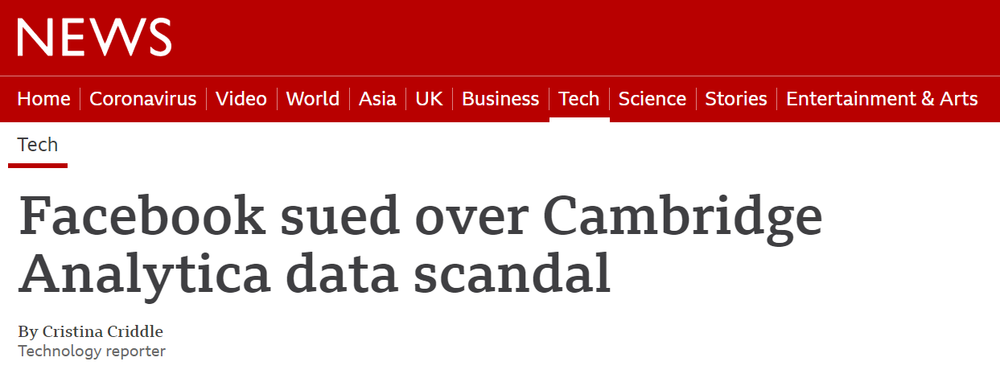 NEWS
Home Coronavirus Video World Asia UK Business Tech Science Stories Entertainment & Arts
Tech
Facebook sued over Cambridge
Analytica data scandal
By Cristina Criddle
Technology reporter